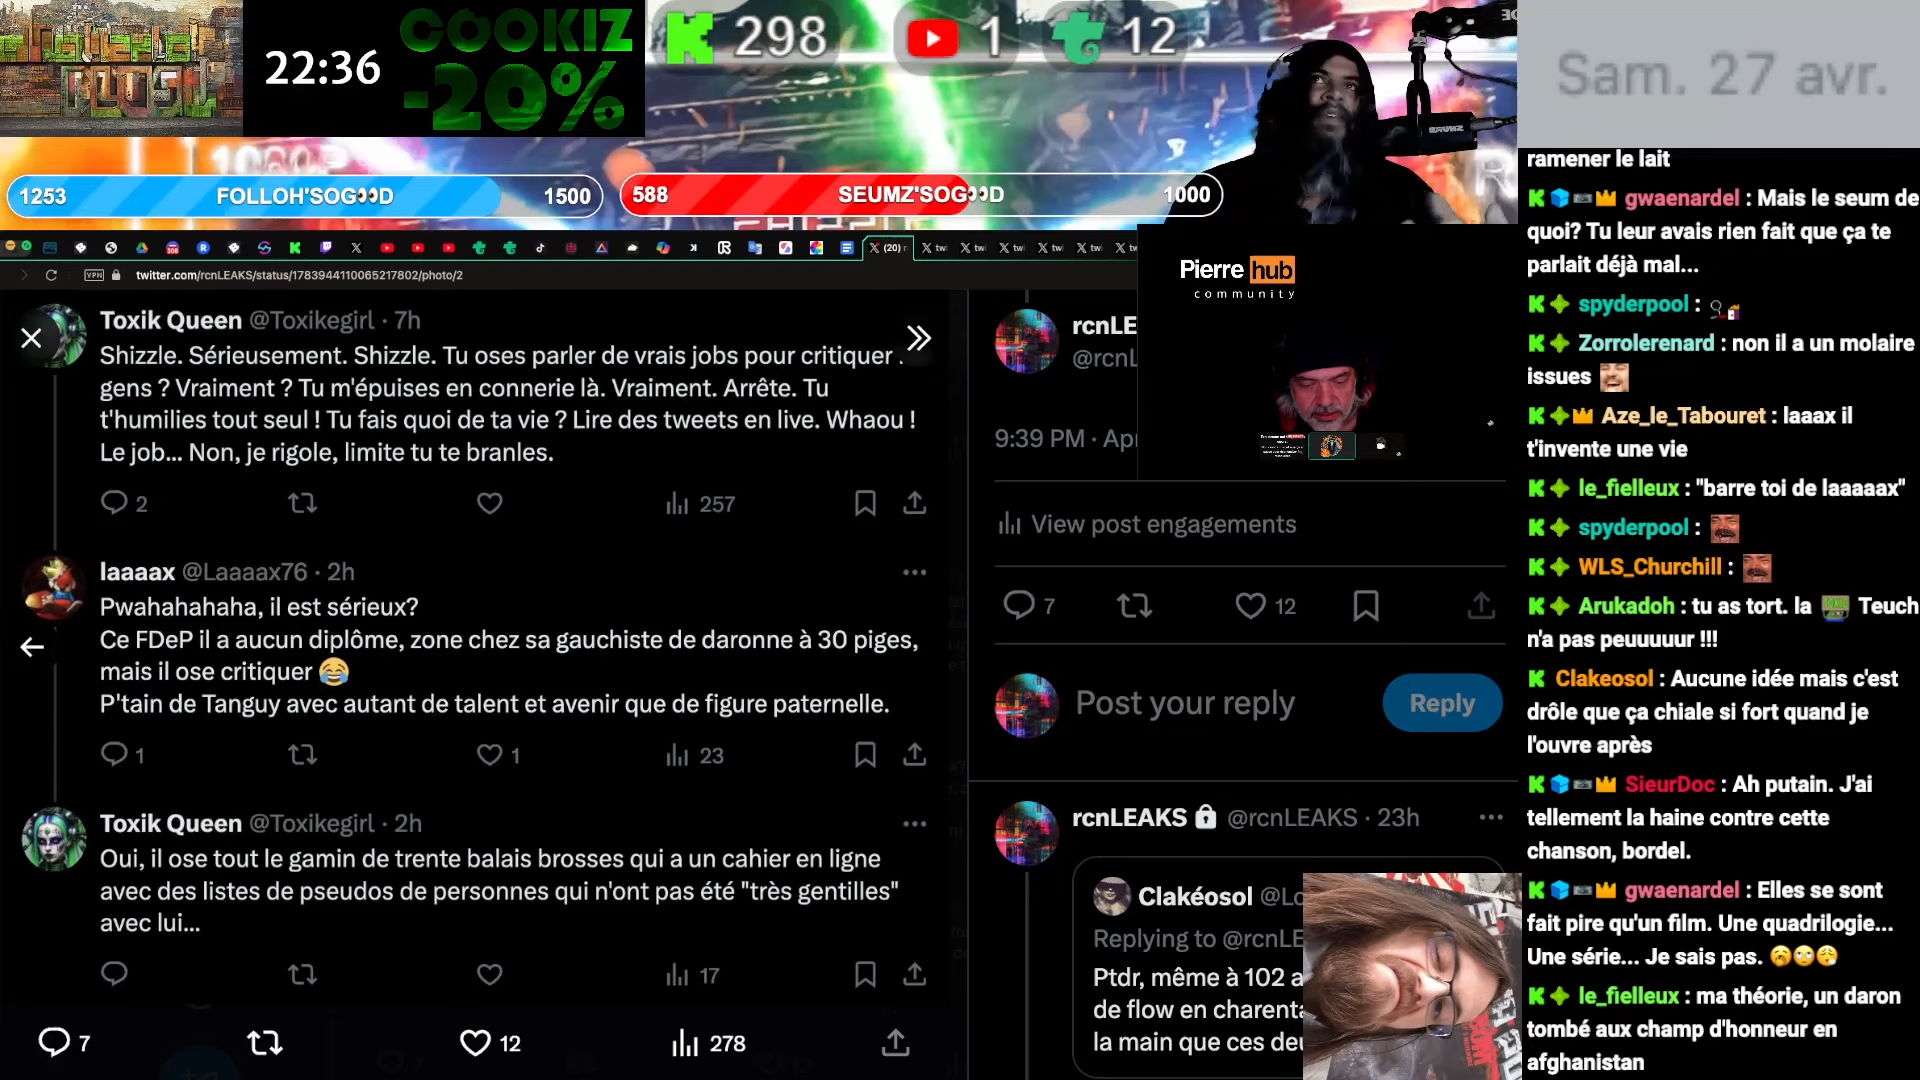 22:36
COOKIZ
-20%
298
1
12
Sam. 27 avr.
1253
FOLLOH'SOG👀D
1500
588
SEUMZ'SOG👀D
1000
twitter.com/rcnLEAKS/status/1783944110065217802/photo/2
VPN
Pierre hub
community
Toxik Queen @Toxikegirl · 7h
Shizzle. Sérieusement. Shizzle. Tu oses parler de vrais jobs pour critiquer
gens ? Vraiment ? Tu m'épuises en connerie là. Vraiment. Arrête. Tu
t'humilies tout seul ! Tu fais quoi de ta vie ? Lire des tweets en live. Whaou !
Le job... Non, je rigole, limite tu te branles.
2
257
laaaax @Laaaax76 · 2h
Pwahahahaha, il est sérieux?
Ce FDeP il a aucun diplôme, zone chez sa gauchiste de daronne à 30 piges,
mais il ose critiquer 😂
P'tain de Tanguy avec autant de talent et avenir que de figure paternelle.
1
1
23
Toxik Queen @Toxikegirl · 2h
Oui, il ose tout le gamin de trente balais brosses qui a un cahier en ligne
avec des listes de pseudos de personnes qui n'ont pas été "très gentilles"
avec lui...
17
7
12
278
rcnLE
@rcnL
9:39 PM · Apr
View post engagements
7
12
Post your reply
Reply
rcnLEAKS 🔒 @rcnLEAKS · 23h
Clakéosol @Lc
Replying to @rcnLE
Ptdr, même à 102 a
de flow en charenta
la main que ces deu
ramener le lait
gwaenardel : Mais le seum de
quoi? Tu leur avais rien fait que ça te
parlait déjà mal...
spyderpool :
Zorrolerenard : non il a un molaire
issues
Aze_le_Tabouret : laaax il
t'invente une vie
le_fielleux : "barre toi de laaaaax"
spyderpool :
WLS_Churchill :
Arukadoh : tu as tort. la Teuch
n'a pas peuuuuur !!!
Clakeosol : Aucune idée mais c'est
drôle que ça chiale si fort quand je
l'ouvre après
SieurDoc : Ah putain. J'ai
tellement la haine contre cette
chanson, bordel.
gwaenardel : Elles se sont
fait pire qu'un film. Une quadrilogie...
Une série... Je sais pas. 🥱🙄😮‍💨
le_fielleux : ma théorie, un daron
tombé aux champ d'honneur en
afghanistan